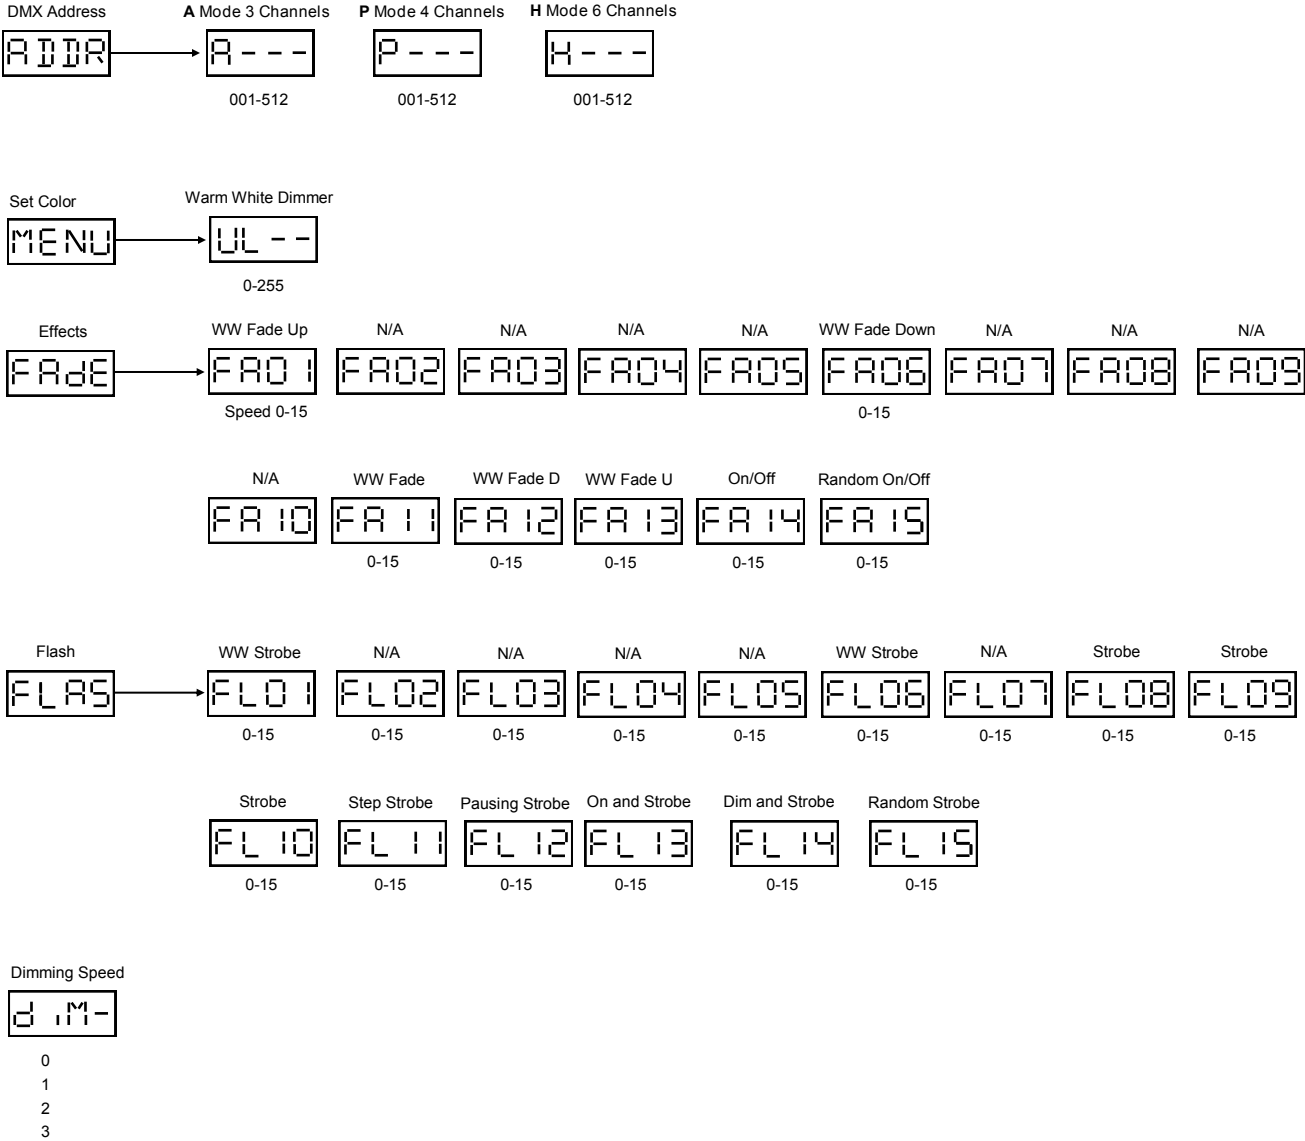 DMX Address A Mode 3 Channels P Mode 4 Channels H Mode 6 Channels
ADDR A--- P--- H---
001-512 001-512 001-512
Set Color Warm White Dimmer
MENU UL--
0-255
Effects WW Fade Up N/A N/A N/A N/A WW Fade Down N/A N/A N/A
FAdE FA01 FA02 FA03 FA04 FA05 FA06 FA07 FA08 FA09
Speed 0-15 0-15
N/A WW Fade WW Fade D WW Fade U On/Off Random On/Off
FA10 FA11 FA12 FA13 FA14 FA15
0-15 0-15 0-15 0-15 0-15
Flash WW Strobe N/A N/A N/A N/A WW Strobe N/A Strobe Strobe
FLAS FL01 FL02 FL03 FL04 FL05 FL06 FL07 FL08 FL09
0-15 0-15 0-15 0-15 0-15 0-15 0-15 0-15 0-15
Strobe Step Strobe Pausing Strobe On and Strobe Dim and Strobe Random Strobe
FL10 FL11 FL12 FL13 FL14 FL15
0-15 0-15 0-15 0-15 0-15 0-15
Dimming Speed
diM-
0
1
2
3